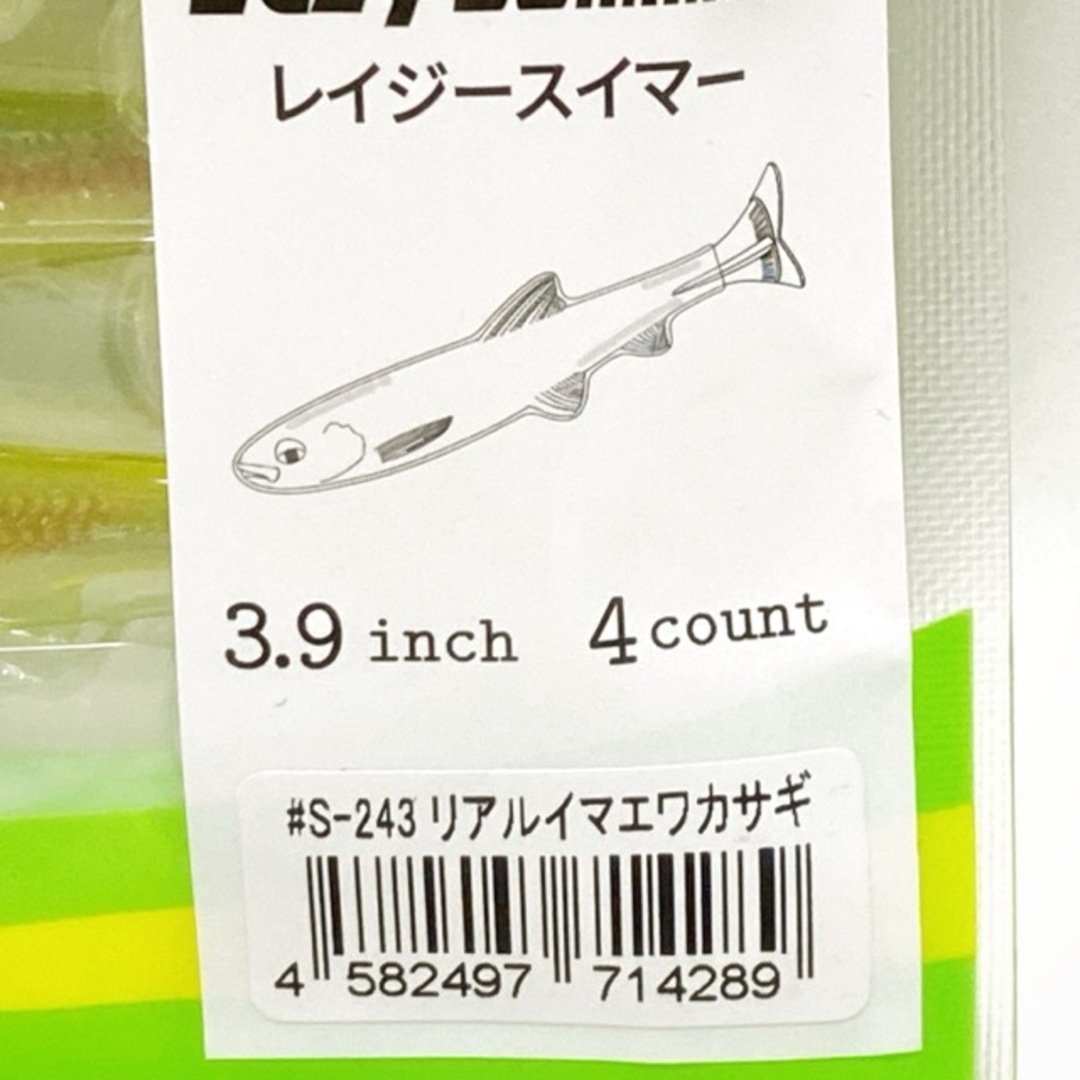 レイジースイマー
3.9 inch 4 count
#S-243 リアルイマエワカサギ
4 582497 714289